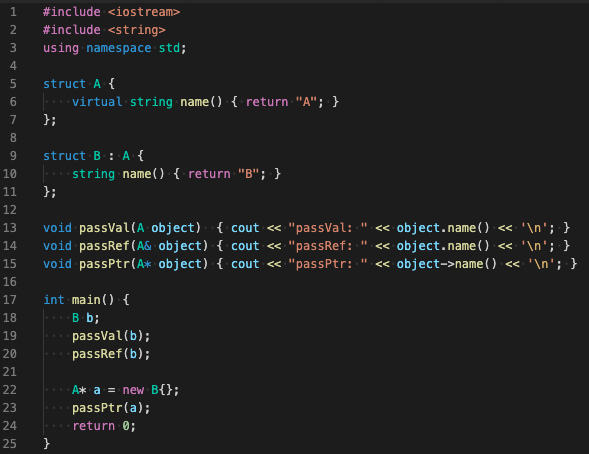 1 #include <iostream>
2 #include <string>
3 using namespace std;
4
5 struct A {
6     virtual string name() { return "A"; }
7 };
8
9 struct B : A {
10     string name() { return "B"; }
11 };
12
13 void passVal(A object)  { cout << "passVal: " << object.name() << '\n'; }
14 void passRef(A& object) { cout << "passRef: " << object.name() << '\n'; }
15 void passPtr(A* object) { cout << "passPtr: " << object->name() << '\n'; }
16
17 int main() {
18     B b;
19     passVal(b);
20     passRef(b);
21
22     A* a = new B{};
23     passPtr(a);
24     return 0;
25 }